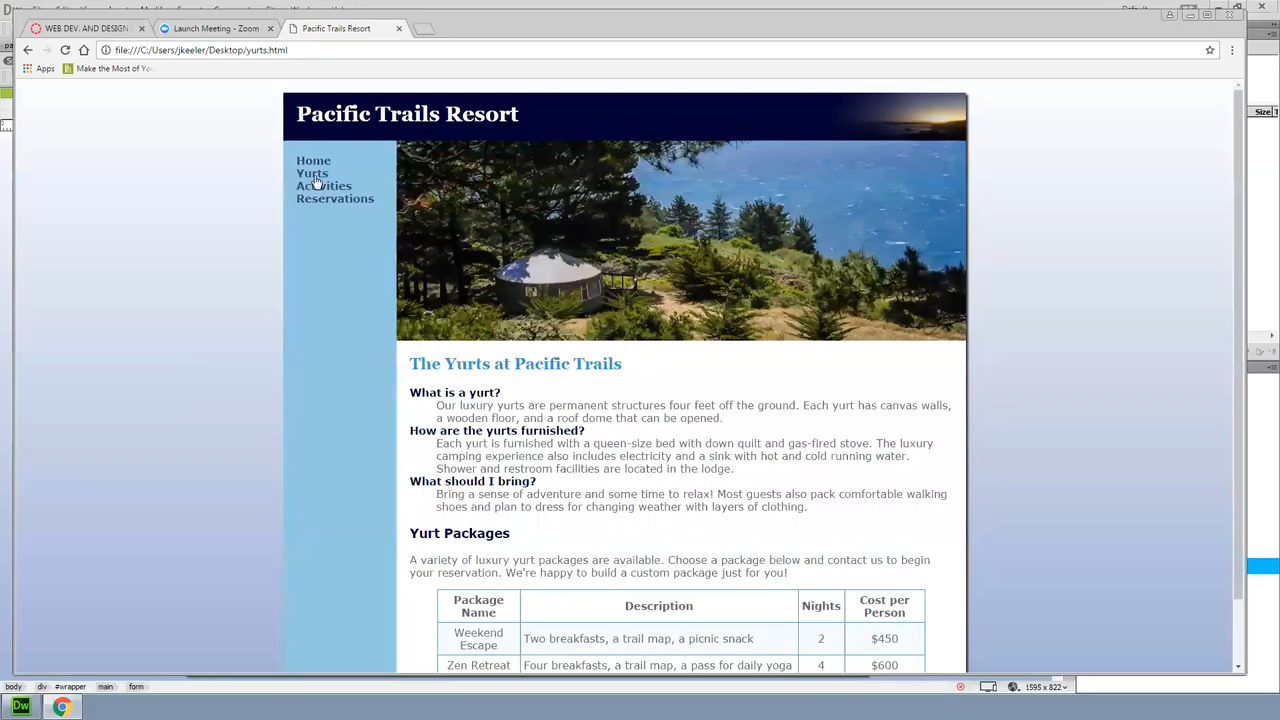 WEB DEV. AND DESIGN
Launch Meeting - Zoom
Pacific Trails Resort
file:///C:/Users/jkeeler/Desktop/yurts.html
Apps
Make the Most of Yo
Size
Pacific Trails Resort
Home
Yurts
Activities
Reservations
The Yurts at Pacific Trails
What is a yurt?
Our luxury yurts are permanent structures four feet off the ground. Each yurt has canvas walls,
a wooden floor, and a roof dome that can be opened.
How are the yurts furnished?
Each yurt is furnished with a queen-size bed with down quilt and gas-fired stove. The luxury
camping experience also includes electricity and a sink with hot and cold running water.
Shower and restroom facilities are located in the lodge.
What should I bring?
Bring a sense of adventure and some time to relax! Most guests also pack comfortable walking
shoes and plan to dress for changing weather with layers of clothing.
Yurt Packages
A variety of luxury yurt packages are available. Choose a package below and contact us to begin
your reservation. We're happy to build a custom package just for you!
Package Name Description Nights Cost per Person
Weekend Escape Two breakfasts, a trail map, a picnic snack 2 $450
Zen Retreat Four breakfasts, a trail map, a pass for daily yoga 4 $600
body div #wrapper main form
1595 x 822
Dw